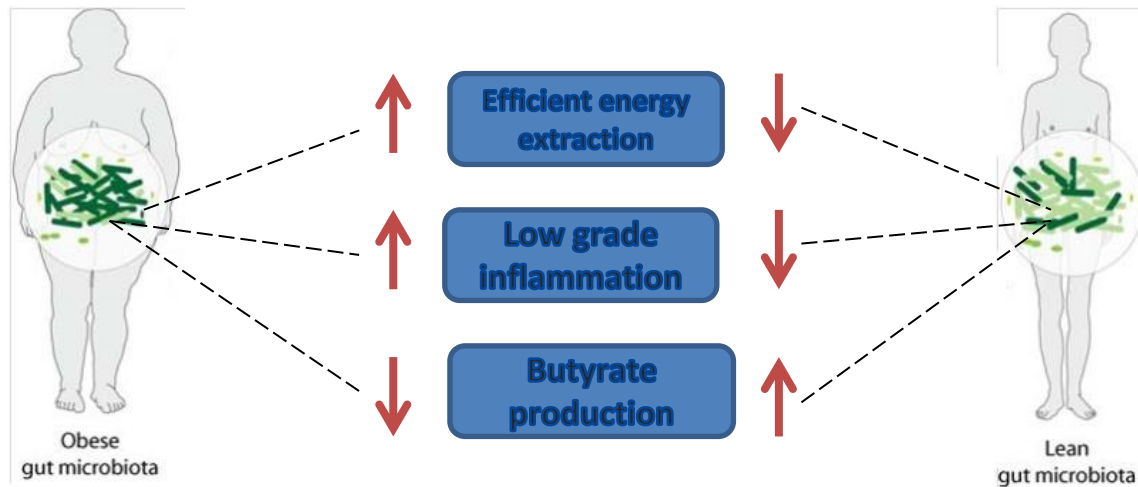 Efficient energy
extraction
Low grade
inflammation
Butyrate
production
Obese
gut microbiota
Lean
gut microbiota